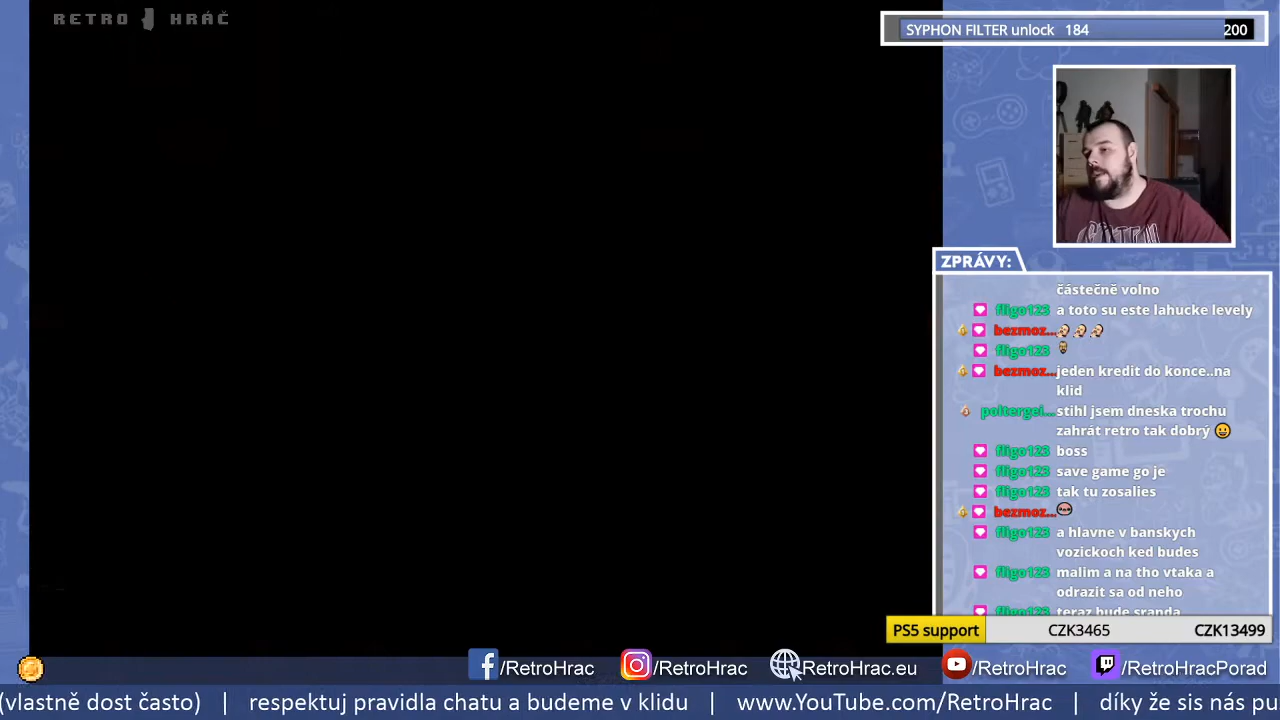 RETRO HRÁČ
SYPHON FILTER unlock 184 200
ZPRÁVY:
částečně volno
fligo123 a toto su este lahucke levely
bezmoz...
fligo123
bezmoz... jeden kredit do konce..na
klid
poltergei... stihl jsem dneska trochu
zahrát retro tak dobrý
fligo123 boss
fligo123 save game go je
fligo123 tak tu zosalies
bezmoz...
fligo123 a hlavne v banskych
vozickoch ked budes
fligo123 malim a na tho vtaka a
odrazit sa od neho
fligo123 teraz bude sranda
PS5 support CZK3465 CZK13499
/RetroHrac /RetroHrac RetroHrac.eu /RetroHrac /RetroHracPorad
(vlastně dost často) | respektuj pravidla chatu a budeme v klidu | www.YouTube.com/RetroHrac | díky že sis nás pu